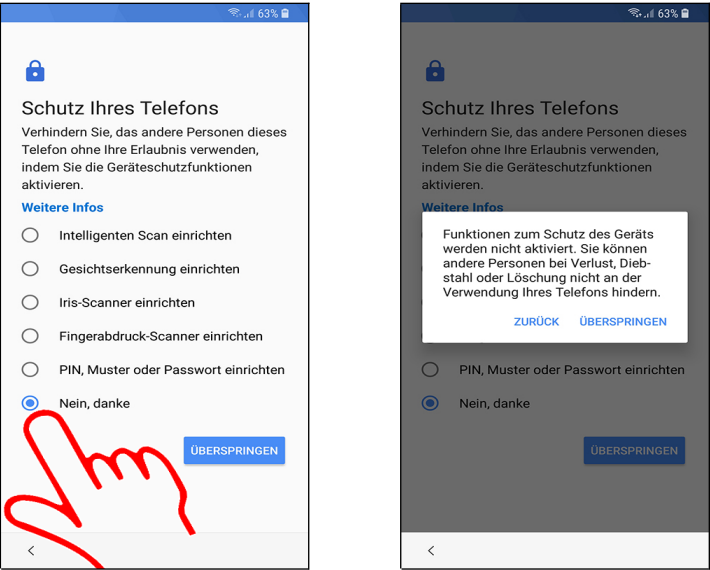 63%
Schutz Ihres Telefons
Verhindern Sie, das andere Personen dieses
Telefon ohne Ihre Erlaubnis verwenden,
indem Sie die Geräteschutzfunktionen
aktivieren.
Weitere Infos
Intelligenten Scan einrichten
Gesichtserkennung einrichten
Iris-Scanner einrichten
Fingerabdruck-Scanner einrichten
PIN, Muster oder Passwort einrichten
Nein, danke
ÜBERSPRINGEN
63%
Schutz Ihres Telefons
Verhindern Sie, das andere Personen dieses
Telefon ohne Ihre Erlaubnis verwenden,
indem Sie die Geräteschutzfunktionen
aktivieren.
Weitere Infos
Funktionen zum Schutz des Geräts
werden nicht aktiviert. Sie können
andere Personen bei Verlust, Dieb-
stahl oder Löschung nicht an der
Verwendung Ihres Telefons hindern.
ZURÜCK ÜBERSPRINGEN
PIN, Muster oder Passwort einrichten
Nein, danke
ÜBERSPRINGEN